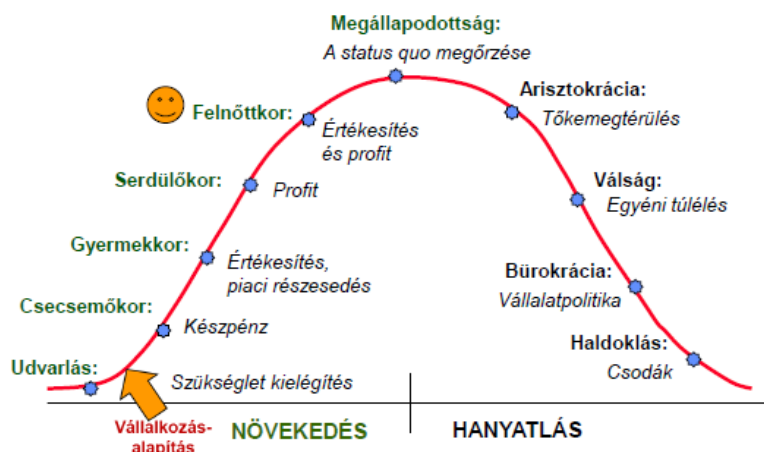 Megállapodottság:
A status quo megőrzése
Arisztokrácia:
Tőkemegtérülés
Felnőttkor:
Értékesítés
és profit
Serdülőkor:
Profit
Válság:
Egyéni túlélés
Gyermekkor:
Értékesítés,
piaci részesedés
Bürokrácia:
Vállalatpolitika
Csecsemőkor:
Készpénz
Haldoklás:
Csodák
Udvarlás:
Szükséglet kielégítés
Vállalkozás-
alapítás
NÖVEKEDÉS
HANYATLÁS